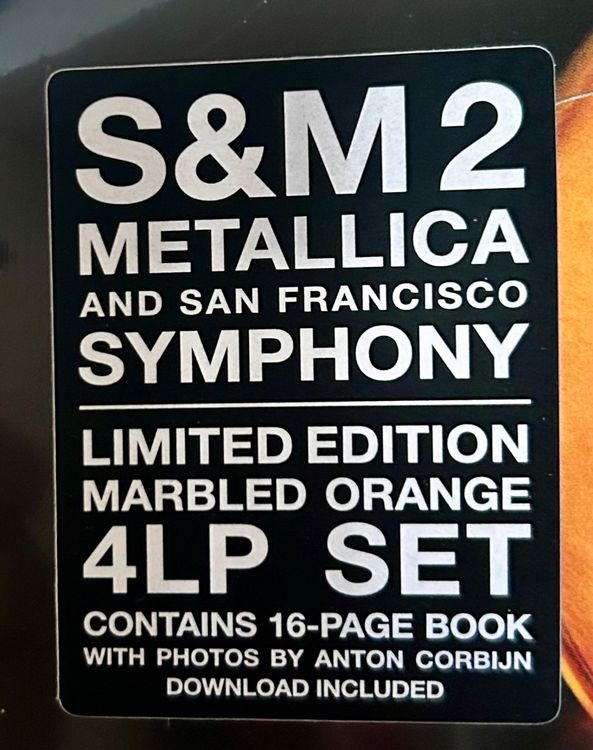 S&M 2
METALLICA
AND SAN FRANCISCO
SYMPHONY
LIMITED EDITION
MARBLED ORANGE
4LP SET
CONTAINS 16-PAGE BOOK
WITH PHOTOS BY ANTON CORBIJN
DOWNLOAD INCLUDED